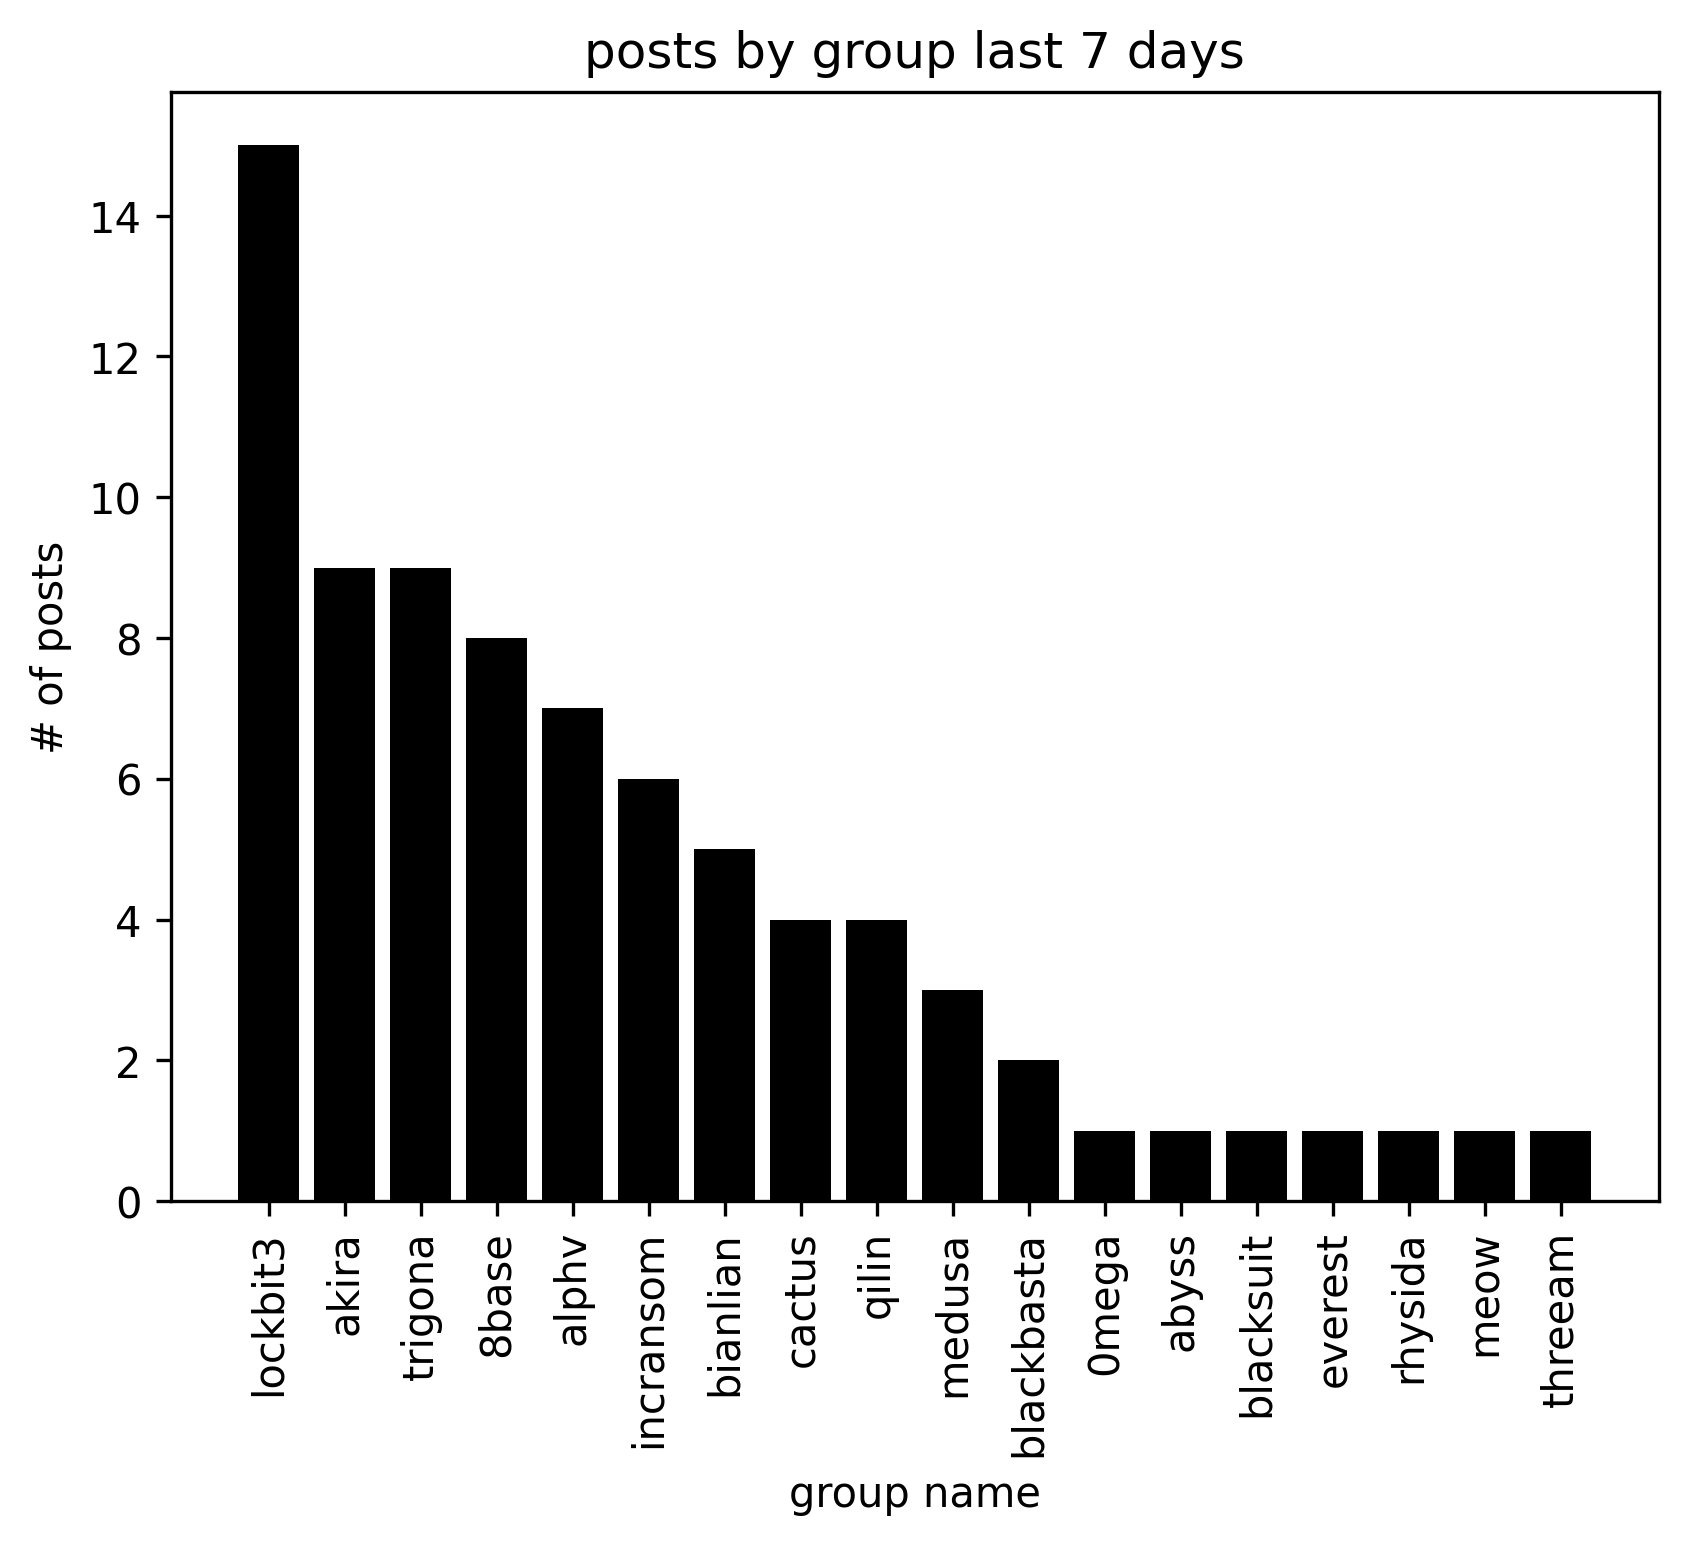 posts by group last 7 days
# of posts
14
12
10
8
6
4
2
0
lockbit3
akira
trigona
8base
alphv
incransom
bianlian
cactus
qilin
medusa
blackbasta
0mega
abyss
blacksuit
everest
rhysida
meow
threeam
group name